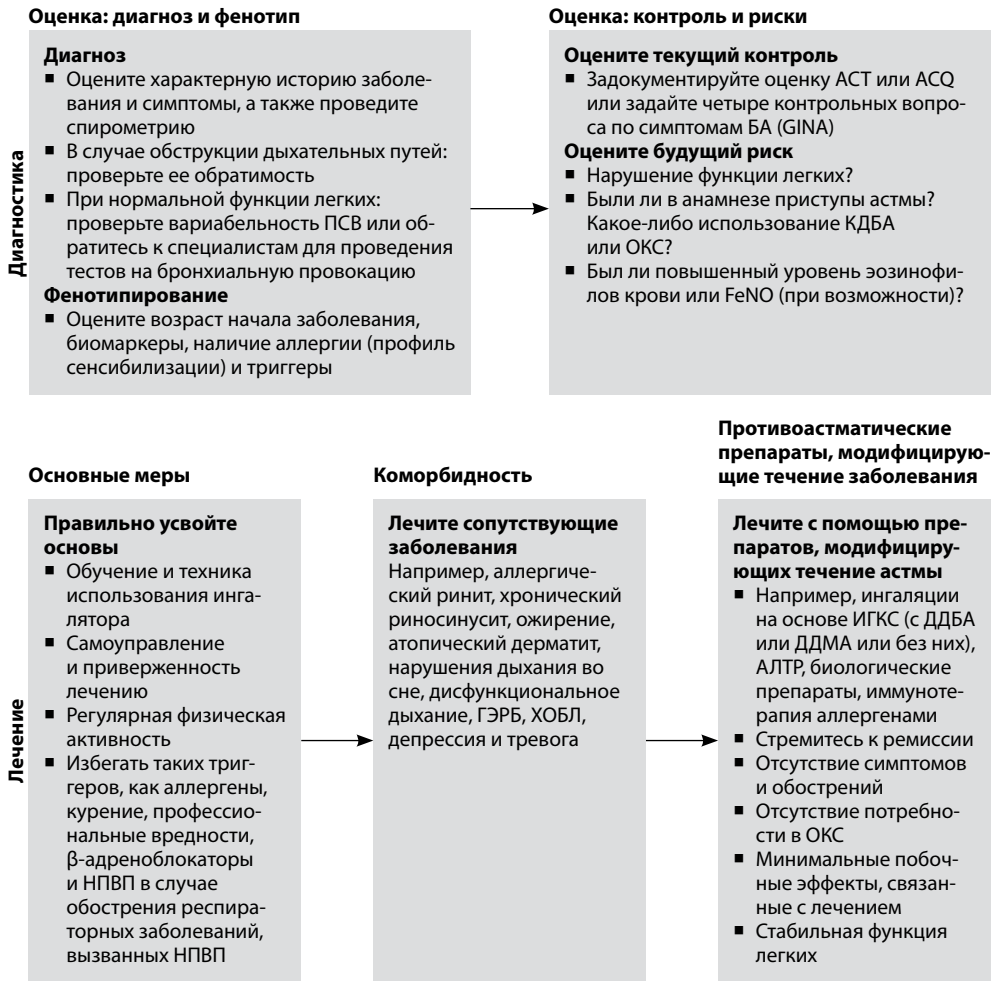 Оценка: диагноз и фенотип
Диагноз
▪ Оцените характерную историю заболе-
вания и симптомы, а также проведите
спирометрию
▪ В случае обструкции дыхательных путей:
проверьте ее обратимость
▪ При нормальной функции легких:
проверьте вариабельность ПСВ или об-
ратитесь к специалистам для проведения
тестов на бронхиальную провокацию
Фенотипирование
▪ Оцените возраст начала заболевания,
биомаркеры, наличие аллергии (профиль
сенсибилизации) и триггеры
Оценка: контроль и риски
Оцените текущий контроль
▪ Задокументируйте оценку АСТ или ACQ
или задайте четыре контрольных вопро-
са по симптомам БА (GINA)
Оцените будущий риск
▪ Нарушение функции легких?
▪ Были ли в анамнезе приступы астмы?
Какое-либо использование КДБА
или ОКС?
▪ Был ли повышенный уровень эозинофи-
лов крови или FeNO (при возможности)?
Диагностика
Основные меры
Правильно усвойте
основы
▪ Обучение и техника
использования инга-
лятора
▪ Самоуправление
и приверженность
лечению
▪ Регулярная физическая
активность
▪ Избегать таких триг-
геров, как аллергены,
курение, профессио-
нальные вредности,
β-адреноблокаторы
и НПВП в случае
обострения респира-
торных заболеваний,
вызванных НПВП
Коморбидность
Лечите сопутствующие
заболевания
Например, аллергиче-
ский ринит, хронический
риносинусит, ожирение,
атопический дерматит,
нарушения дыхания во
сне, дисфункциональное
дыхание, ГЭРБ, ХОБЛ,
депрессия и тревога
Противоастматические
препараты, модифицирую-
щие течение заболевания
Лечите с помощью пре-
паратов, модифициру-
ющих течение астмы
▪ Например, ингаляции
на основе ИГКС (с ДДБА
или ДДМА или без них),
АЛТР, биологические
препараты, иммуноте-
рапия аллергенами
▪ Стремитесь к ремиссии
▪ Отсутствие симптомов
и обострений
▪ Отсутствие потребно-
сти в ОКС
▪ Минимальные побоч-
ные эффекты, связан-
ные с лечением
▪ Стабильная функция
легких
Лечение